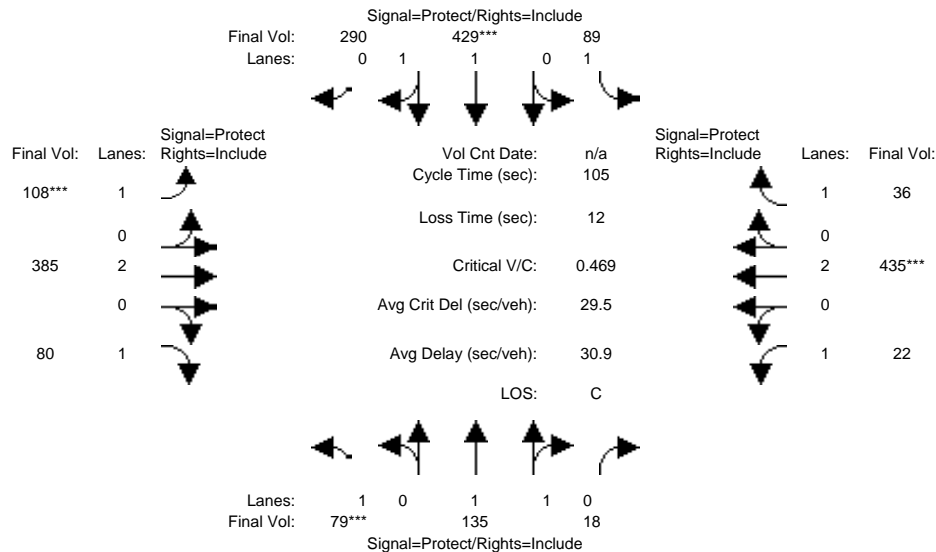 Signal=Protect/Rights=Include
Final Vol: 290 429*** 89
Lanes: 0 1 1 0 1
Signal=Protect Signal=Protect
Final Vol: Lanes: Rights=Include Vol Cnt Date: n/a Rights=Include Lanes: Final Vol:
Cycle Time (sec): 105
108*** 1 1 36
Loss Time (sec): 12
0 0
385 2 Critical V/C: 0.469 2 435***
0 Avg Crit Del (sec/veh): 29.5 0
80 1 Avg Delay (sec/veh): 30.9 1 22
LOS: C
Lanes: 1 0 1 1 0
Final Vol: 79*** 135 18
Signal=Protect/Rights=Include